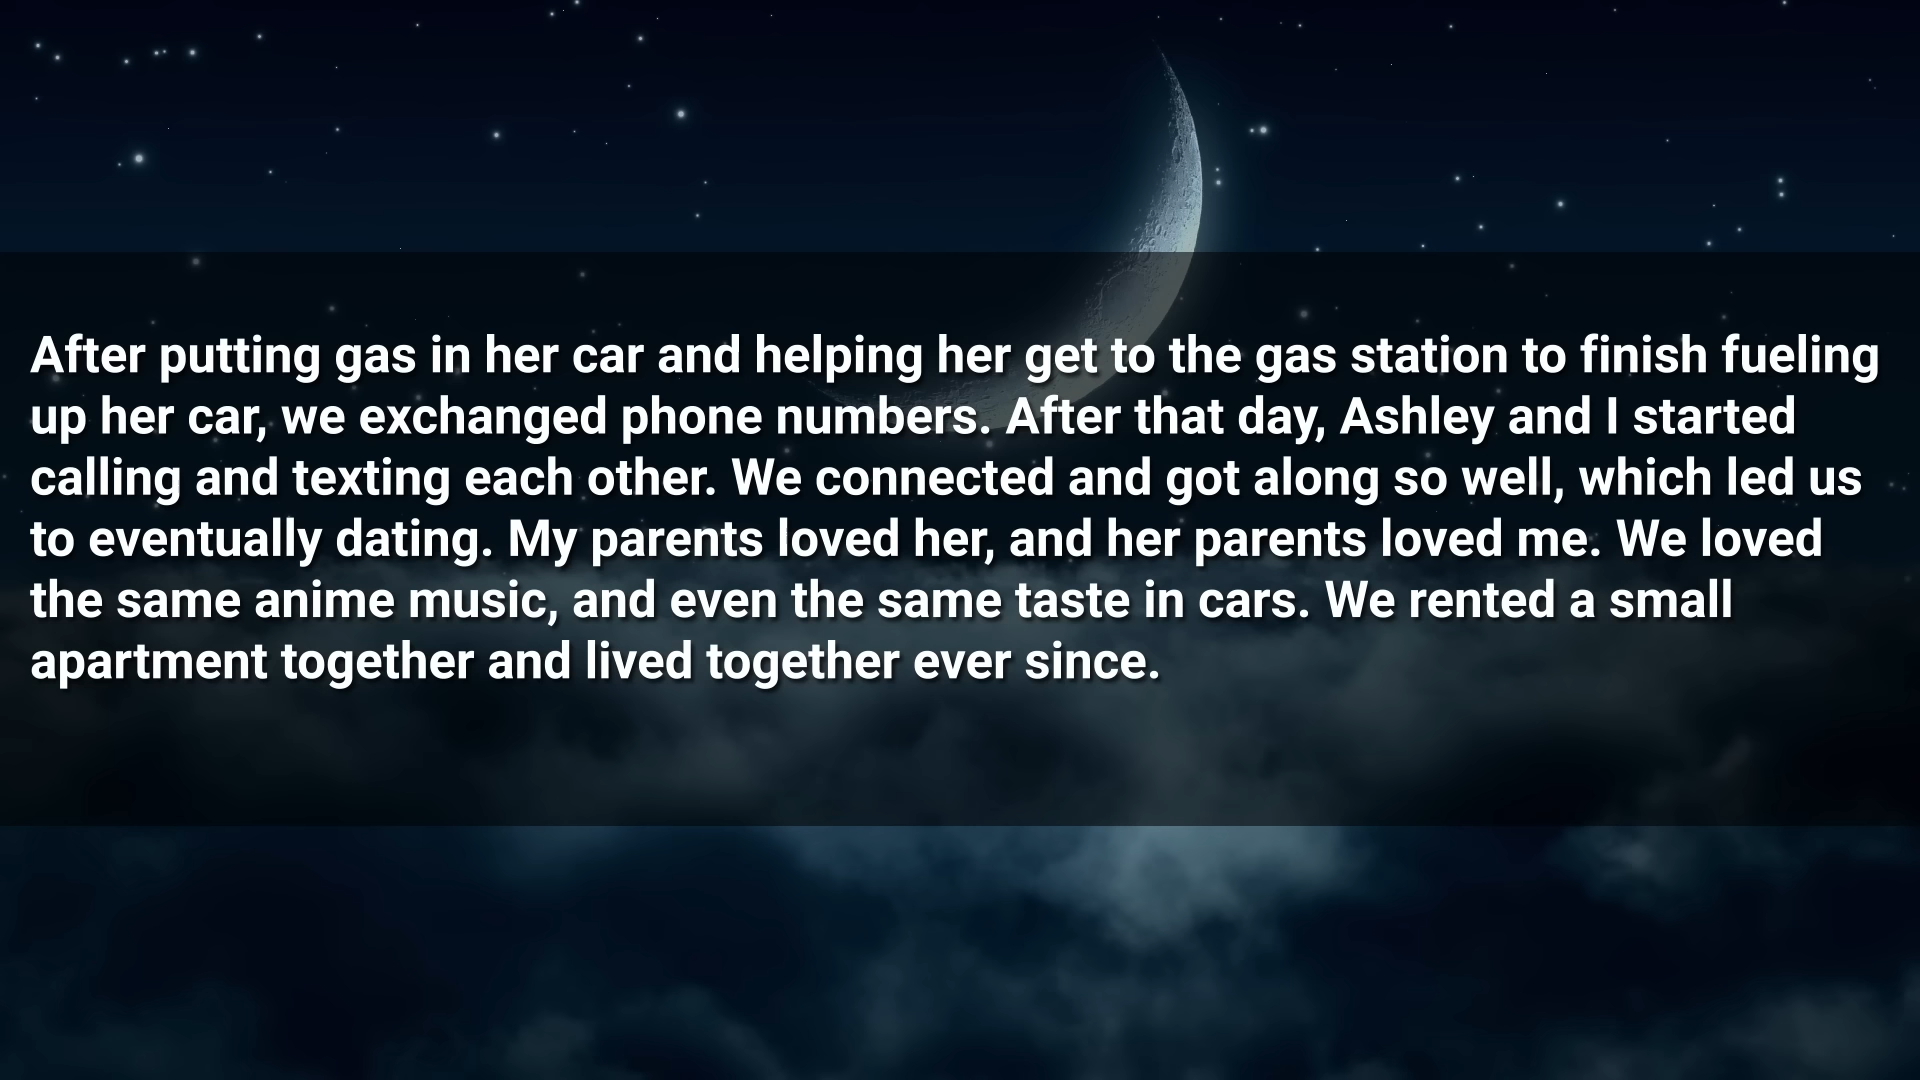 After putting gas in her car and helping her get to the gas station to finish fueling
up her car, we exchanged phone numbers. After that day, Ashley and I started
calling and texting each other. We connected and got along so well, which led us
to eventually dating. My parents loved her, and her parents loved me. We loved
the same anime music, and even the same taste in cars. We rented a small
apartment together and lived together ever since.